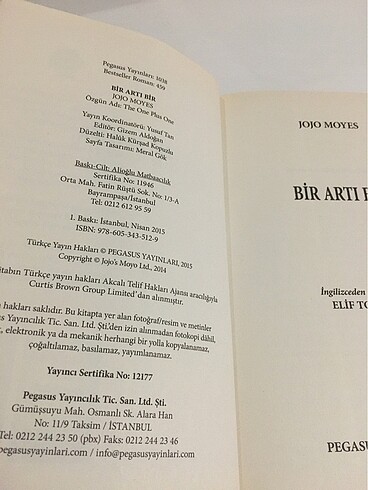 Pegasus Yayınları: 1038
Bestseller Roman: 459
BİR ARTI BİR
JOJO MOYES
Özgün Adı: The One Plus One
Yayın Koordinatörü: Yusuf Tan
Editör: Gizem Aldoğan
Düzelti: Haluk Kürşad Kopuzlu
Sayfa Tasarımı: Meral Gök
Baskı-Cilt: Alioğlu Matbaacılık
Sertifika No: 11946
Orta Mah. Fatin Rüştü Sok. No: 1/3-A
Bayrampaşa/İstanbul
Tel: 0212 612 95 59
1. Baskı: İstanbul, Nisan 2015
ISBN: 978-605-343-512-9
Türkçe Yayın Hakları © PEGASUS YAYINLARI, 2015
Copyright © Jojo's Moyo Ltd., 2014
kitabın Türkçe yayın hakları Akcalı Telif Hakları Ajansı aracılığıyla
Curtis Brown Group Limited'dan alınmıştır.
hakları saklıdır. Bu kitapta yer alan fotoğraf/resim ve metinler
Yayıncılık Tic. San. Ltd. Şti.'den izin alınmadan fotokopi dâhil,
elektronik ya da mekanik herhangi bir yolla kopyalanamaz,
çoğaltılamaz, basılamaz, yayımlanamaz.
Yayıncı Sertifika No: 12177
Pegasus Yayıncılık Tic. San. Ltd. Şti.
Gümüşsuyu Mah. Osmanlı Sk. Alara Han
No: 11/9 Taksim / İSTANBUL
Tel: 0212 244 23 50 (pbx) Faks: 0212 244 23 46
pegasusyayinlari.com / info@pegasusyayinlari.com
JOJO MOYES
BİR ARTI B
İngilizceden
ELİF TO
PEGASU